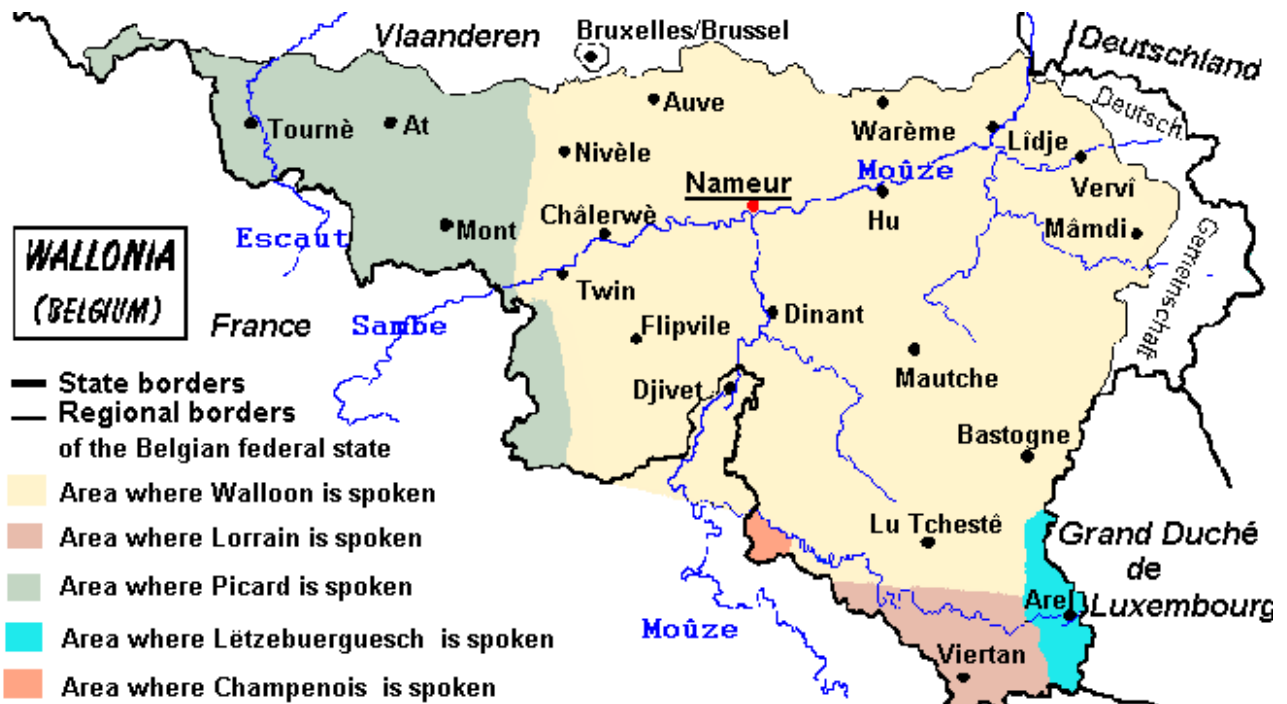 Vlaanderen
Bruxelles/Brussel
Deutschland
Deutsch.
Gemeinschaft
Tournè
At
Auve
Warème
Lîdje
Nivèle
Moûze
Vervî
Nameur
Châlerwè
Hu
Mâmdi
Escaut
Mont
WALLONIA
(BELGIUM)
Twin
France
Sambe
Flipvile
Dinant
Mautche
Djivet
Bastogne
State borders
Regional borders
of the Belgian federal state
Area where Walloon is spoken
Area where Lorrain is spoken
Area where Picard is spoken
Area where Lëtzebuerguesch is spoken
Area where Champenois is spoken
Lu Tchestê
Grand Duché
de
Luxembourg
Arel
Moûze
Viertan